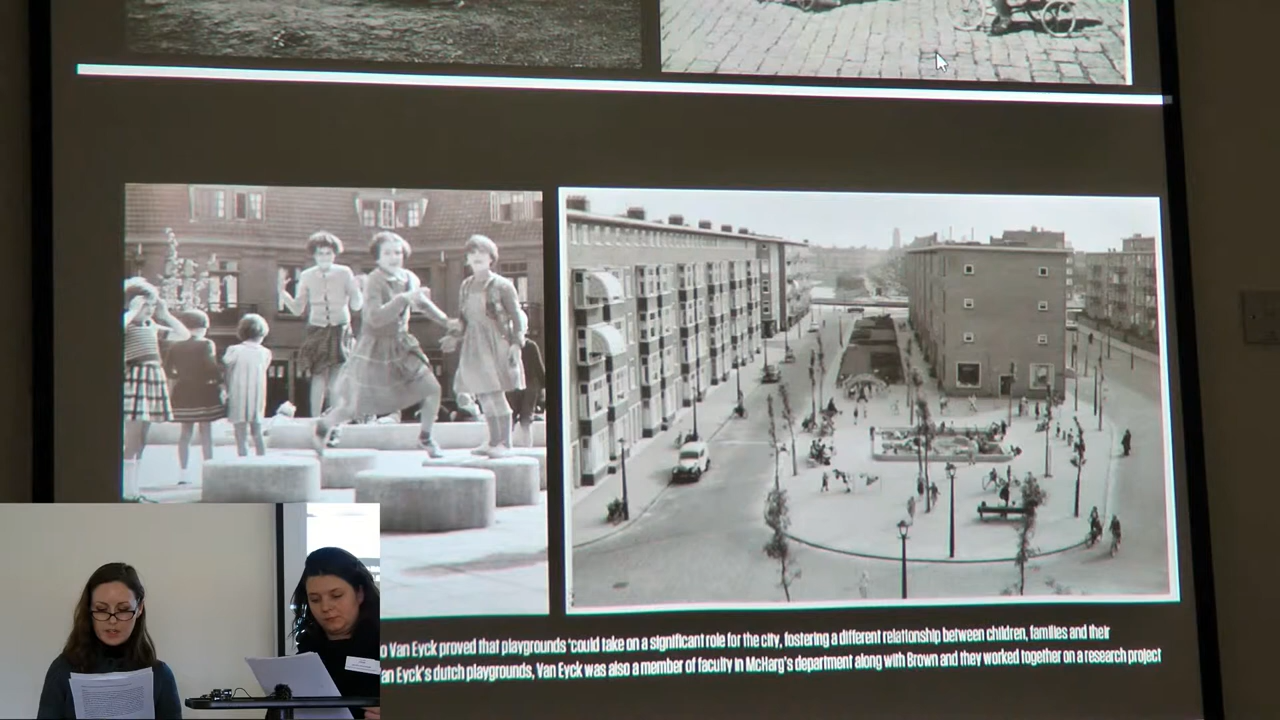 o Van Eyck proved that playgrounds 'could take on a significant role for the city, fostering a different relationship between children, families and their
an Eyck's dutch playgrounds, Van Eyck was also a member of faculty in McHarg's department along with Brown and they worked together on a research project